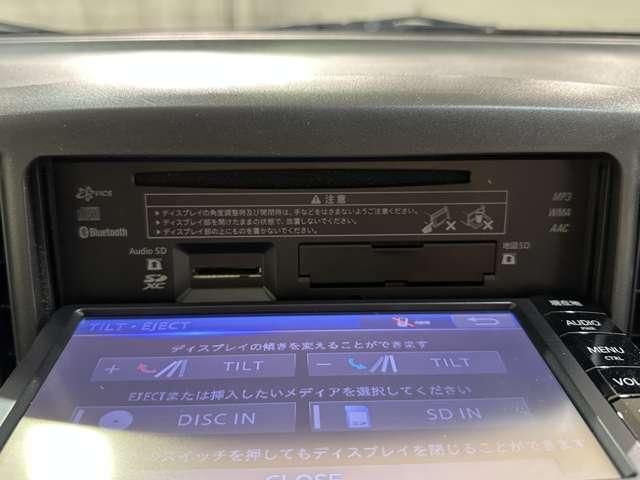 VICS
MP3
WMA
AAC
Bluetooth
⚠ 注意
▶ ディスプレイの角度調整時及び開閉時は、手などをはさまないようご注意ください。
▶ ディスプレイ部を開けたままの状態で、放置しないでください。
▶ ディスプレイ部の上にものを置かないでください。
Audio SD
SD
XC
地図SD
TILT・EJECT
ディスプレイの傾きを変えることができます
+ TILT
− TILT
EJECTまたは挿入したいメディアを選択してください
DISC IN
SD IN
スイッチを押してもディスプレイを閉じることができます
CLOSE
現在地
AUDIO
MENU
CTRL
VOL